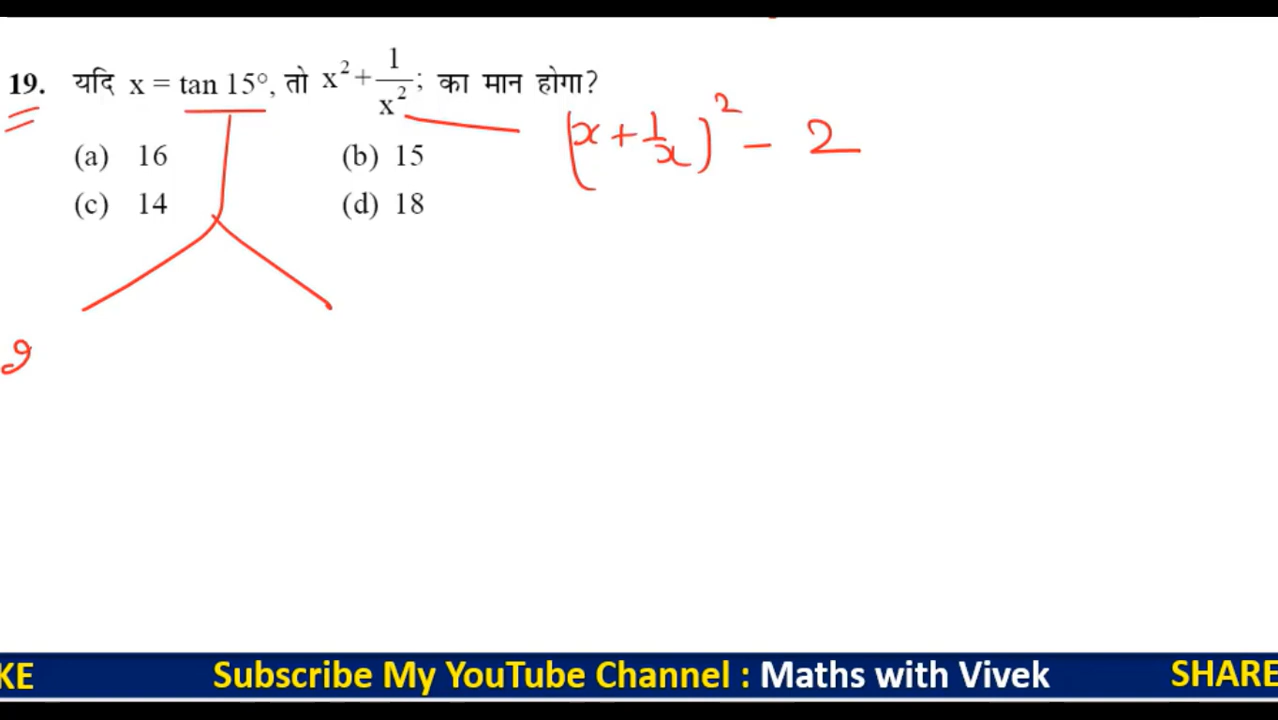 19. यदि x = tan 15°, तो x² + 1/x² ; का मान होगा?
(x + 1/x)² - 2
(a) 16 (b) 15
(c) 14 (d) 18
KE Subscribe My YouTube Channel : Maths with Vivek SHARE